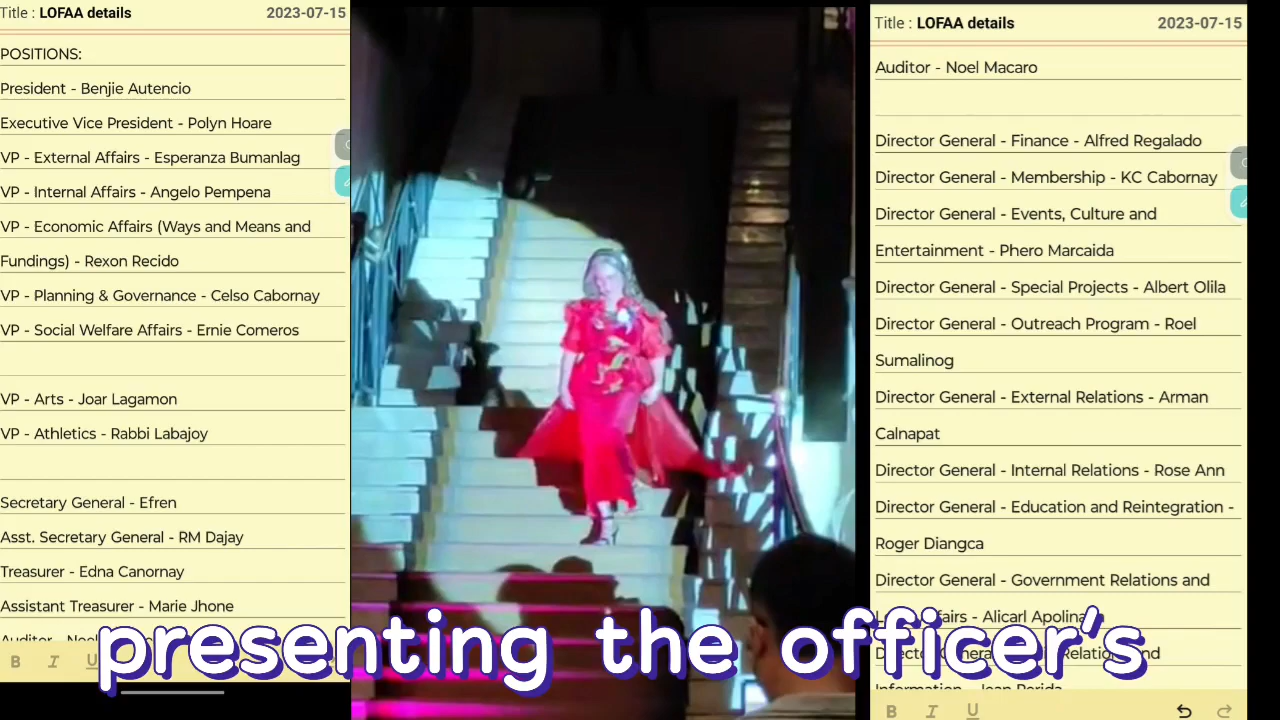 Title : LOFAA details 2023-07-15
POSITIONS:
President - Benjie Autencio
Executive Vice President - Polyn Hoare
VP - External Affairs - Esperanza Bumanlag
VP - Internal Affairs - Angelo Pempena
VP - Economic Affairs (Ways and Means and
Fundings) - Rexon Recido
VP - Planning & Governance - Celso Cabornay
VP - Social Welfare Affairs - Ernie Comeros
VP - Arts - Joar Lagamon
VP - Athletics - Rabbi Labajoy
Secretary General - Efren
Asst. Secretary General - RM Dajay
Treasurer - Edna Canornay
Assistant Treasurer - Marie Jhone
B I U
Title : LOFAA details 2023-07-15
Auditor - Noel Macaro
Director General - Finance - Alfred Regalado
Director General - Membership - KC Cabornay
Director General - Events, Culture and
Entertainment - Phero Marcaida
Director General - Special Projects - Albert Olila
Director General - Outreach Program - Roel
Sumalinog
Director General - External Relations - Arman
Calnapat
Director General - Internal Relations - Rose Ann
Director General - Education and Reintegration -
Roger Diangca
Director General - Government Relations and
- Alicarl Apolina
B I U
presenting the officer's